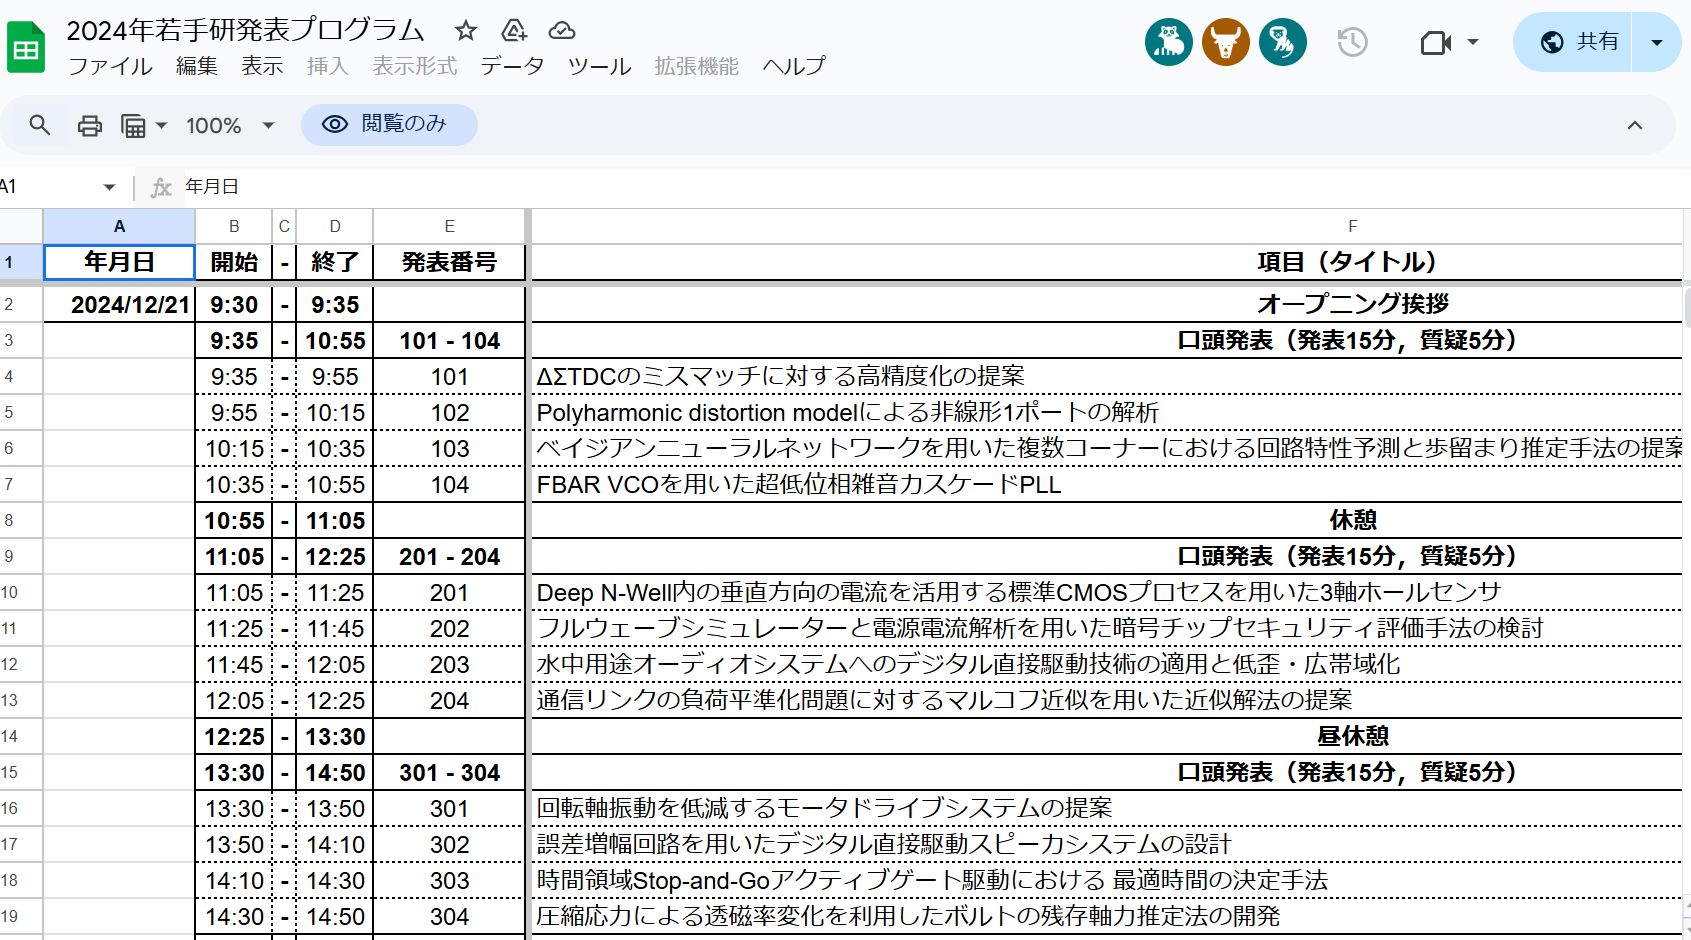 2024年若手研発表プログラム
ファイル 編集 表示 挿入 表示形式 データ ツール 拡張機能 ヘルプ
共有
100% 閲覧のみ
A1 fx 年月日
A B C D E F
1 年月日 開始 - 終了 発表番号 項目（タイトル）
2 2024/12/21 9:30 - 9:35 オープニング挨拶
3 9:35 - 10:55 101 - 104 口頭発表（発表15分，質疑5分）
4 9:35 - 9:55 101 ΔΣTDCのミスマッチに対する高精度化の提案
5 9:55 - 10:15 102 Polyharmonic distortion modelによる非線形1ポートの解析
6 10:15 - 10:35 103 ベイジアンニューラルネットワークを用いた複数コーナーにおける回路特性予測と歩留まり推定手法の提案
7 10:35 - 10:55 104 FBAR VCOを用いた超低位相雑音カスケードPLL
8 10:55 - 11:05 休憩
9 11:05 - 12:25 201 - 204 口頭発表（発表15分，質疑5分）
10 11:05 - 11:25 201 Deep N-Well内の垂直方向の電流を活用する標準CMOSプロセスを用いた3軸ホールセンサ
11 11:25 - 11:45 202 フルウェーブシミュレーターと電源電流解析を用いた暗号チップセキュリティ評価手法の検討
12 11:45 - 12:05 203 水中用途オーディオシステムへのデジタル直接駆動技術の適用と低歪・広帯域化
13 12:05 - 12:25 204 通信リンクの負荷平準化問題に対するマルコフ近似を用いた近似解法の提案
14 12:25 - 13:30 昼休憩
15 13:30 - 14:50 301 - 304 口頭発表（発表15分，質疑5分）
16 13:30 - 13:50 301 回転軸振動を低減するモータドライブシステムの提案
17 13:50 - 14:10 302 誤差増幅回路を用いたデジタル直接駆動スピーカシステムの設計
18 14:10 - 14:30 303 時間領域Stop-and-Goアクティブゲート駆動における 最適時間の決定手法
19 14:30 - 14:50 304 圧縮応力による透磁率変化を利用したボルトの残存軸力推定法の開発